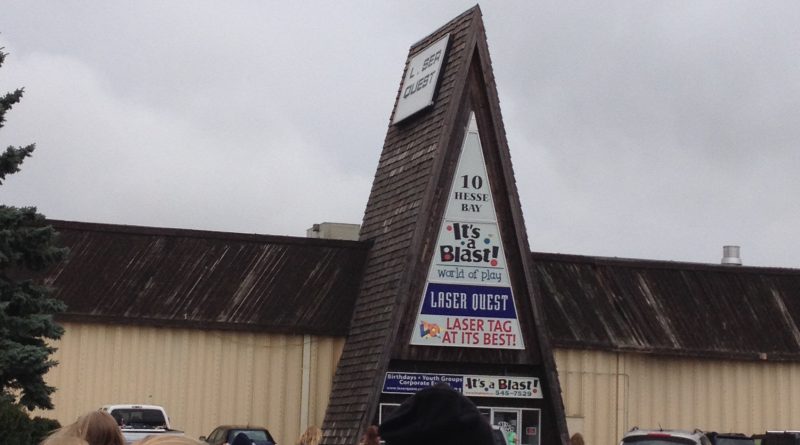 L SER
QUEST
10
HESSE
BAY
It's
a
Blast!
world of play
LASER QUEST
LASER TAG
AT ITS BEST!
Birthdays • Youth Groups
Corporate
It's a Blast!
545-7529